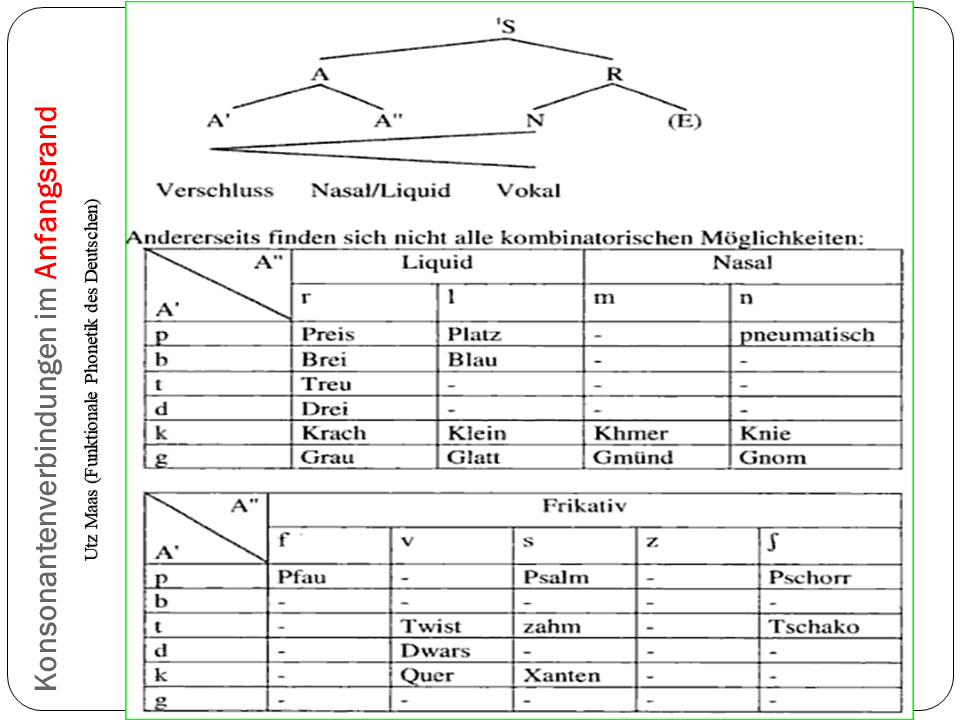 Konsonantenverbindungen im Anfangsrand
Utz Maas (Funktionale Phonetik des Deutschen)
'S
A R
A' A'' N (E)
Verschluss Nasal/Liquid Vokal
Andererseits finden sich nicht alle kombinatorischen Möglichkeiten:
A'' Liquid Nasal
A' r l m n
p Preis Platz - pneumatisch
b Brei Blau - -
t Treu - - -
d Drei - - -
k Krach Klein Khmer Knie
g Grau Glatt Gmünd Gnom
A'' Frikativ
A' f v s z ʃ
p Pfau - Psalm - Pschorr
b - - - - -
t - Twist zahm - Tschako
d - Dwars - - -
k - Quer Xanten - -
g - - - - -